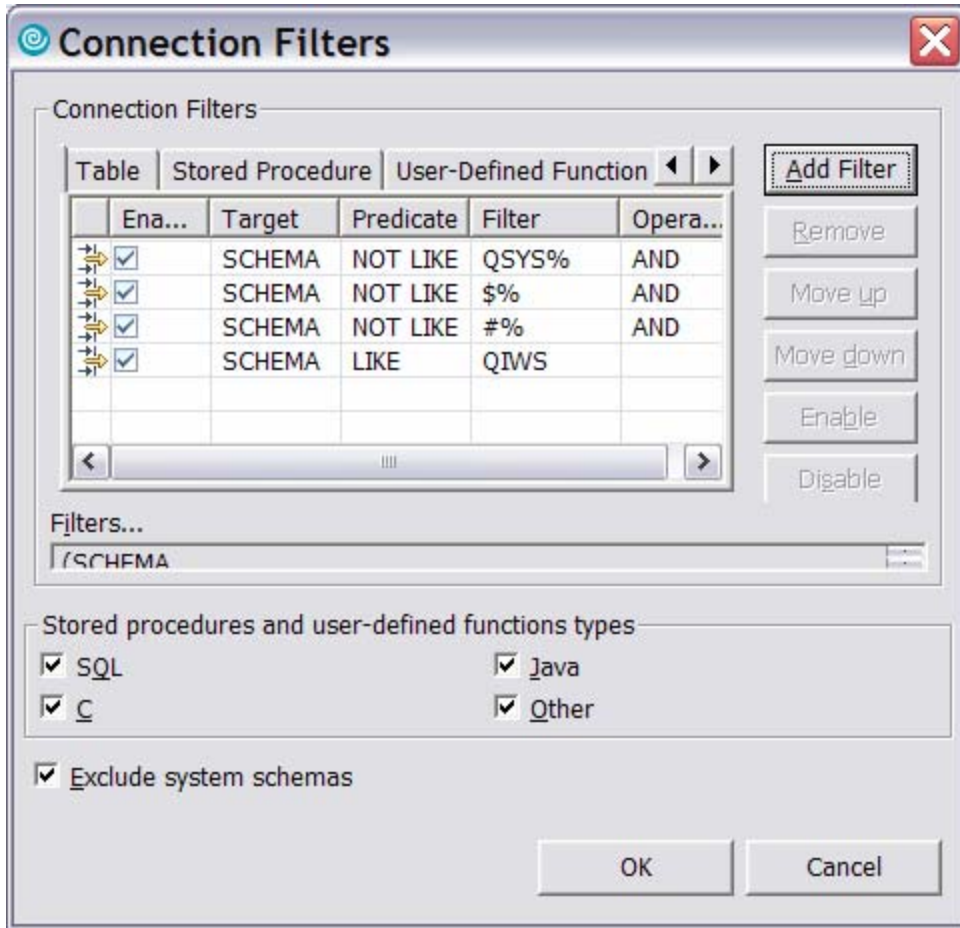 Connection Filters
Connection Filters
Table Stored Procedure User-Defined Function
Add Filter
Ena... Target Predicate Filter Opera...
Remove
SCHEMA NOT LIKE QSYS% AND
SCHEMA NOT LIKE $% AND
Move up
SCHEMA NOT LIKE #% AND
SCHEMA LIKE QIWS
Move down
Enable
Disable
Filters...
(SCHEMA
Stored procedures and user-defined functions types
SQL Java
C Other
Exclude system schemas
OK Cancel